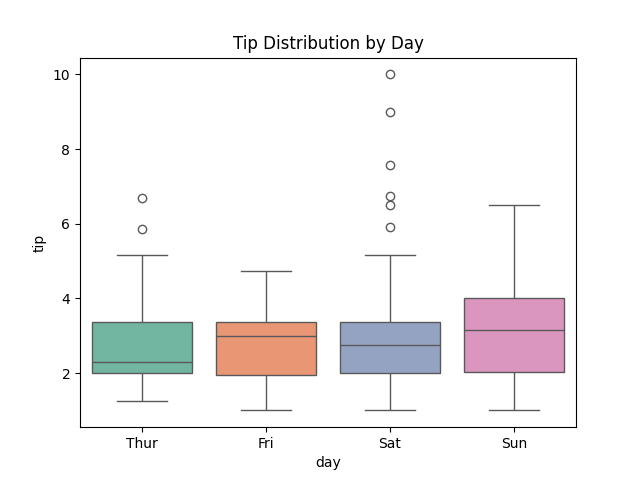 Tip Distribution by Day
10
8
6
4
2
tip
Thur Fri Sat Sun
day